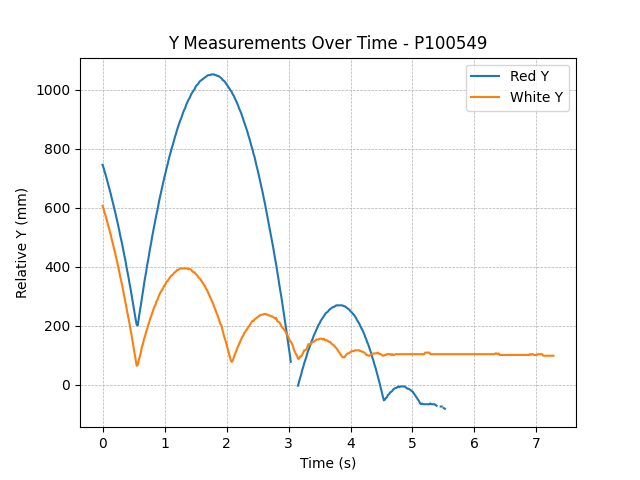 Y Measurements Over Time - P100549
Red Y
White Y
1000
800
600
400
200
0
Relative Y (mm)
0 1 2 3 4 5 6 7
Time (s)